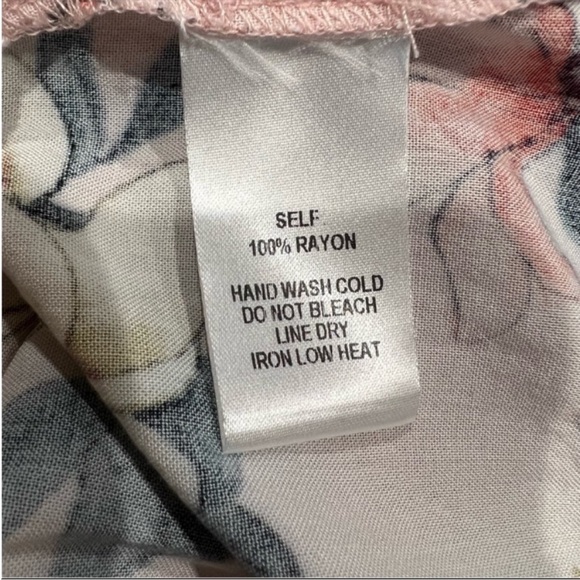 SELF
100% RAYON
HAND WASH COLD
DO NOT BLEACH
LINE DRY
IRON LOW HEAT